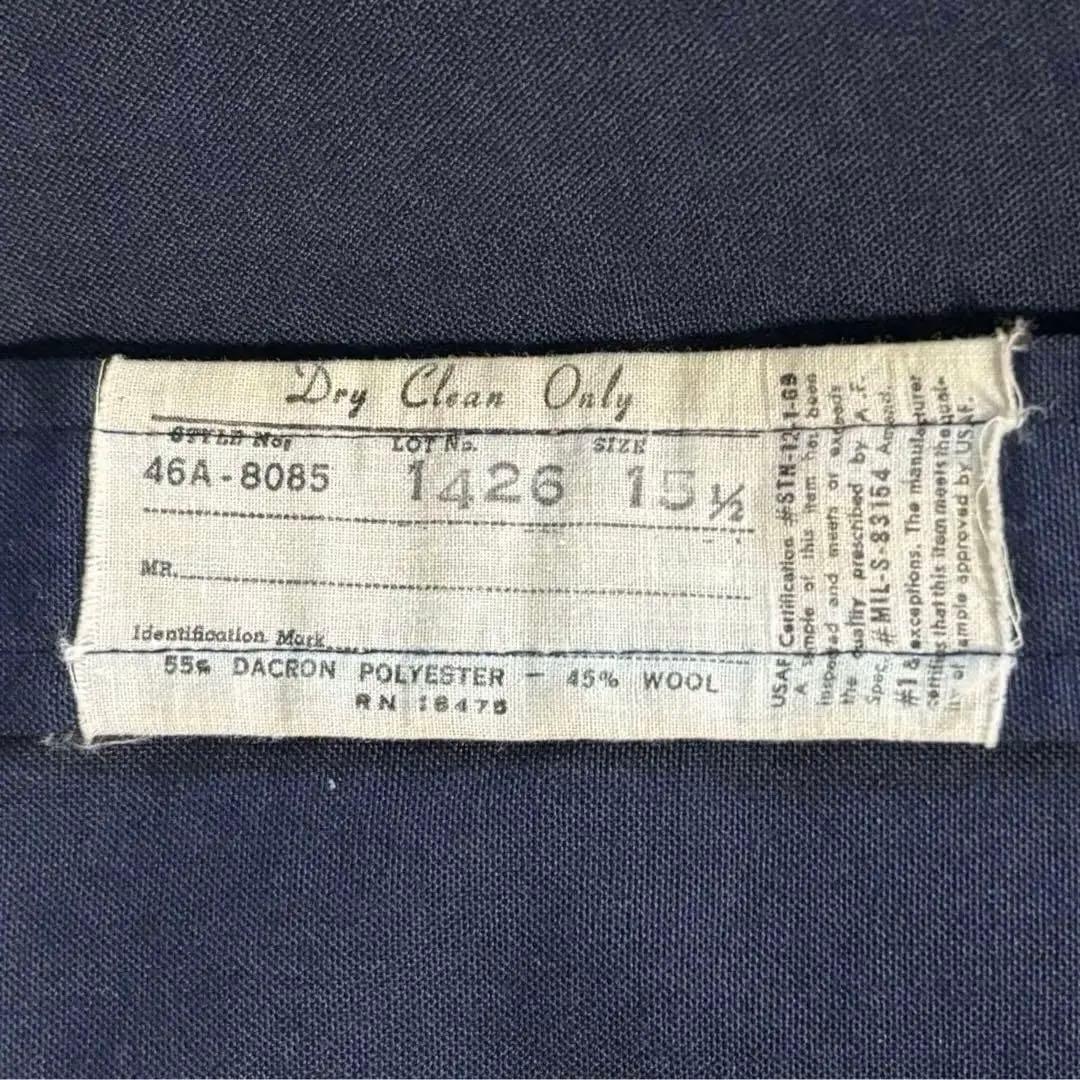 Dry Clean Only
STYLE No. LOT No. SIZE
46A-8085 1426 15 ½
MR.
Identification Mark
55% DACRON POLYESTER - 45% WOOL
RN 16475
USAF Certification #STN-12-1-69
A sample of this item has been
inspected and meets or exceeds
the quality prescribed by A. F.
Spec. #MIL-S-83154 Amend.
#1 & exceptions. The manufacturer
certifies that this item meets the qual-
ity of sample approved by USAF.